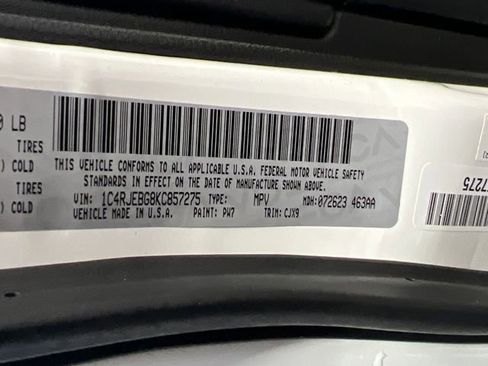 0 LB
TIRES
) COLD
TIRES
) COLD
THIS VEHICLE CONFORMS TO ALL APPLICABLE U.S.A. FEDERAL MOTOR VEHICLE SAFETY
STANDARDS IN EFFECT ON THE DATE OF MANUFACTURE SHOWN ABOVE.
VIN: 1C4RJEBG8KC857275 TYPE: MPV MDH: 072623 463AA
VEHICLE MADE IN U.S.A. PAINT: PW7 TRIM: CJX9
77275